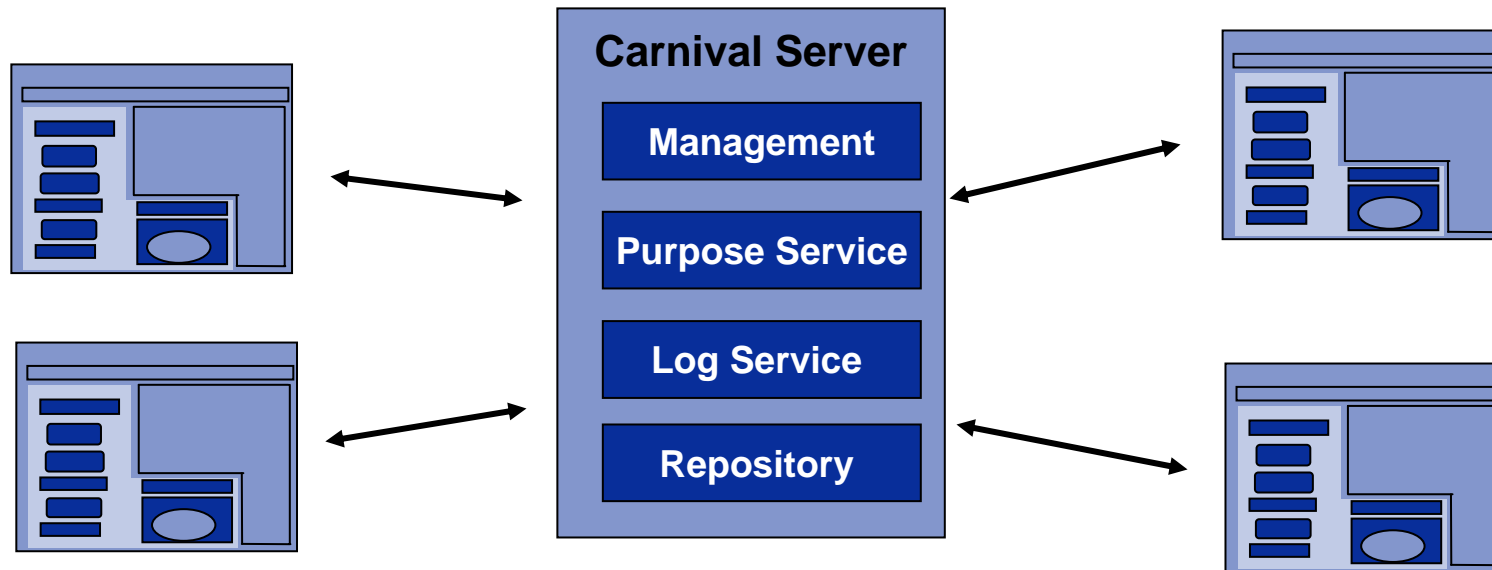 Carnival Server
Management
Purpose Service
Log Service
Repository